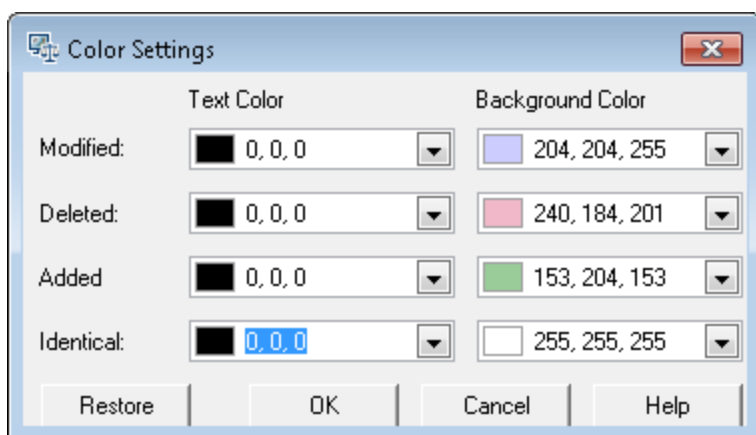 Color Settings
Text Color Background Color
Modified: 0, 0, 0 204, 204, 255
Deleted: 0, 0, 0 240, 184, 201
Added 0, 0, 0 153, 204, 153
Identical: 0, 0, 0 255, 255, 255
Restore OK Cancel Help